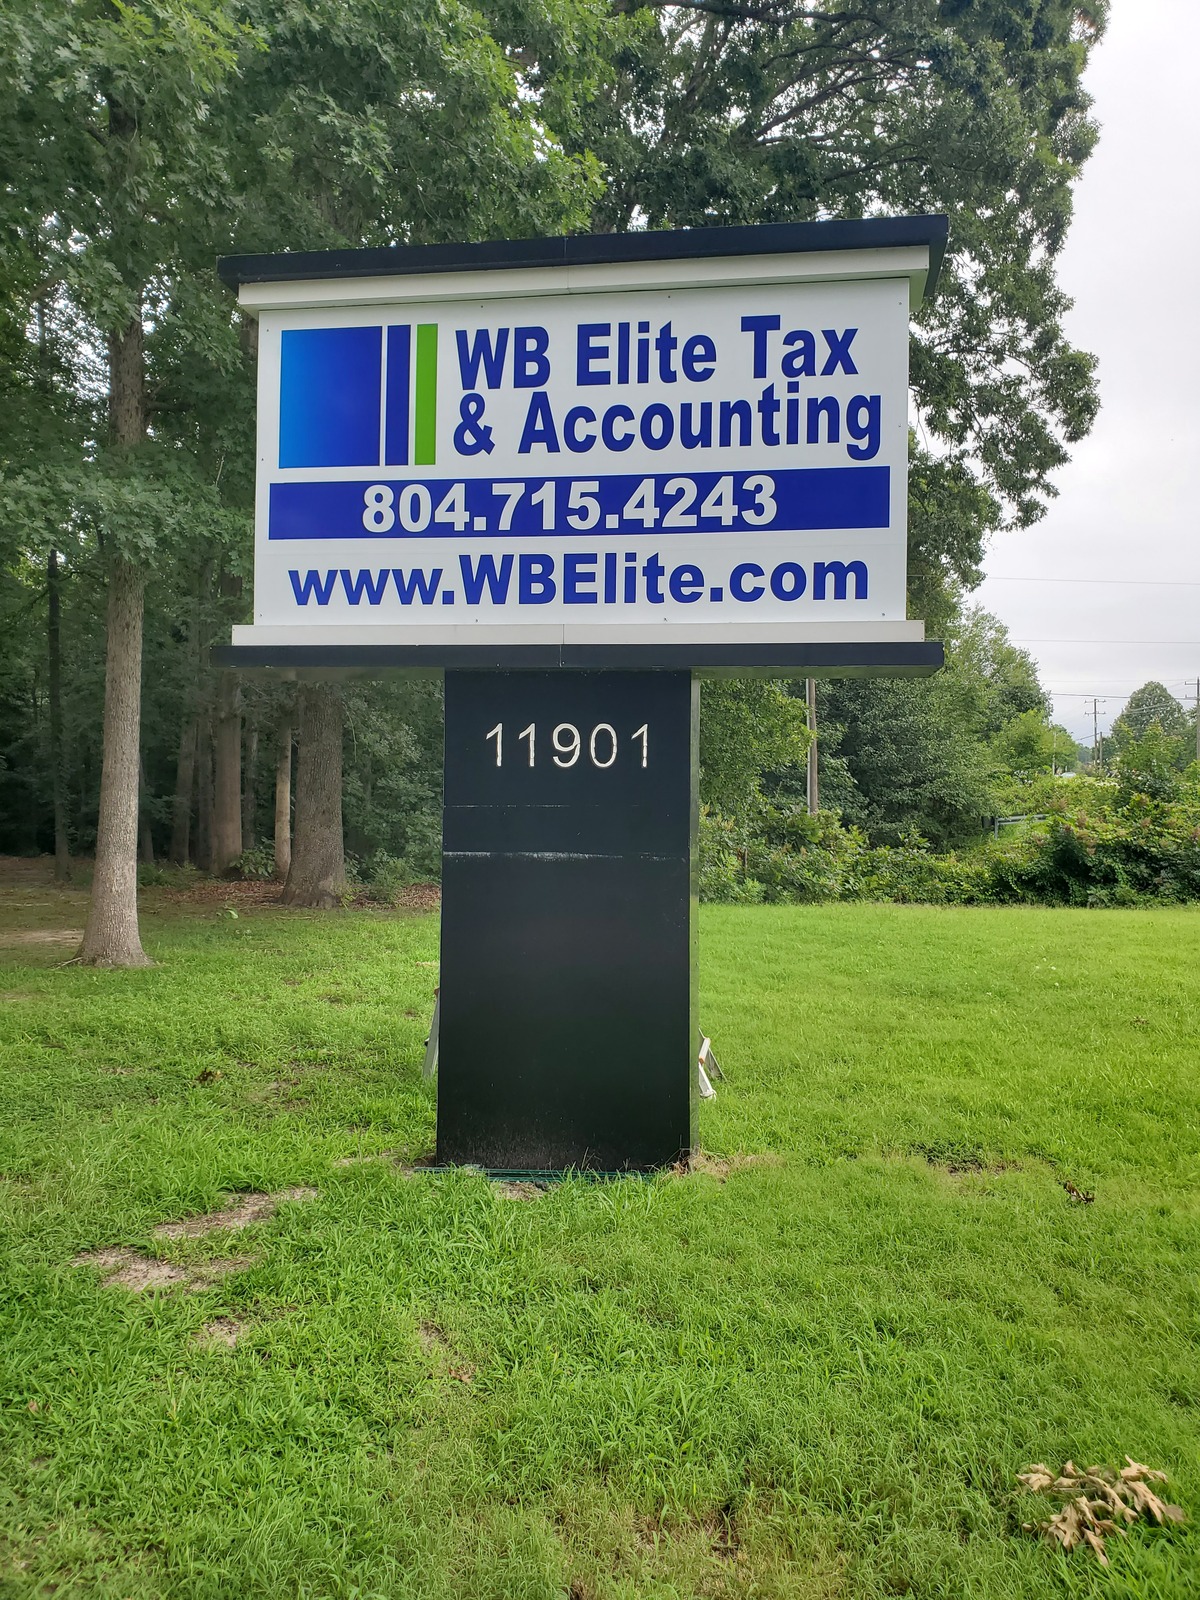 WB Elite Tax
& Accounting
804.715.4243
www.WBElite.com
11901